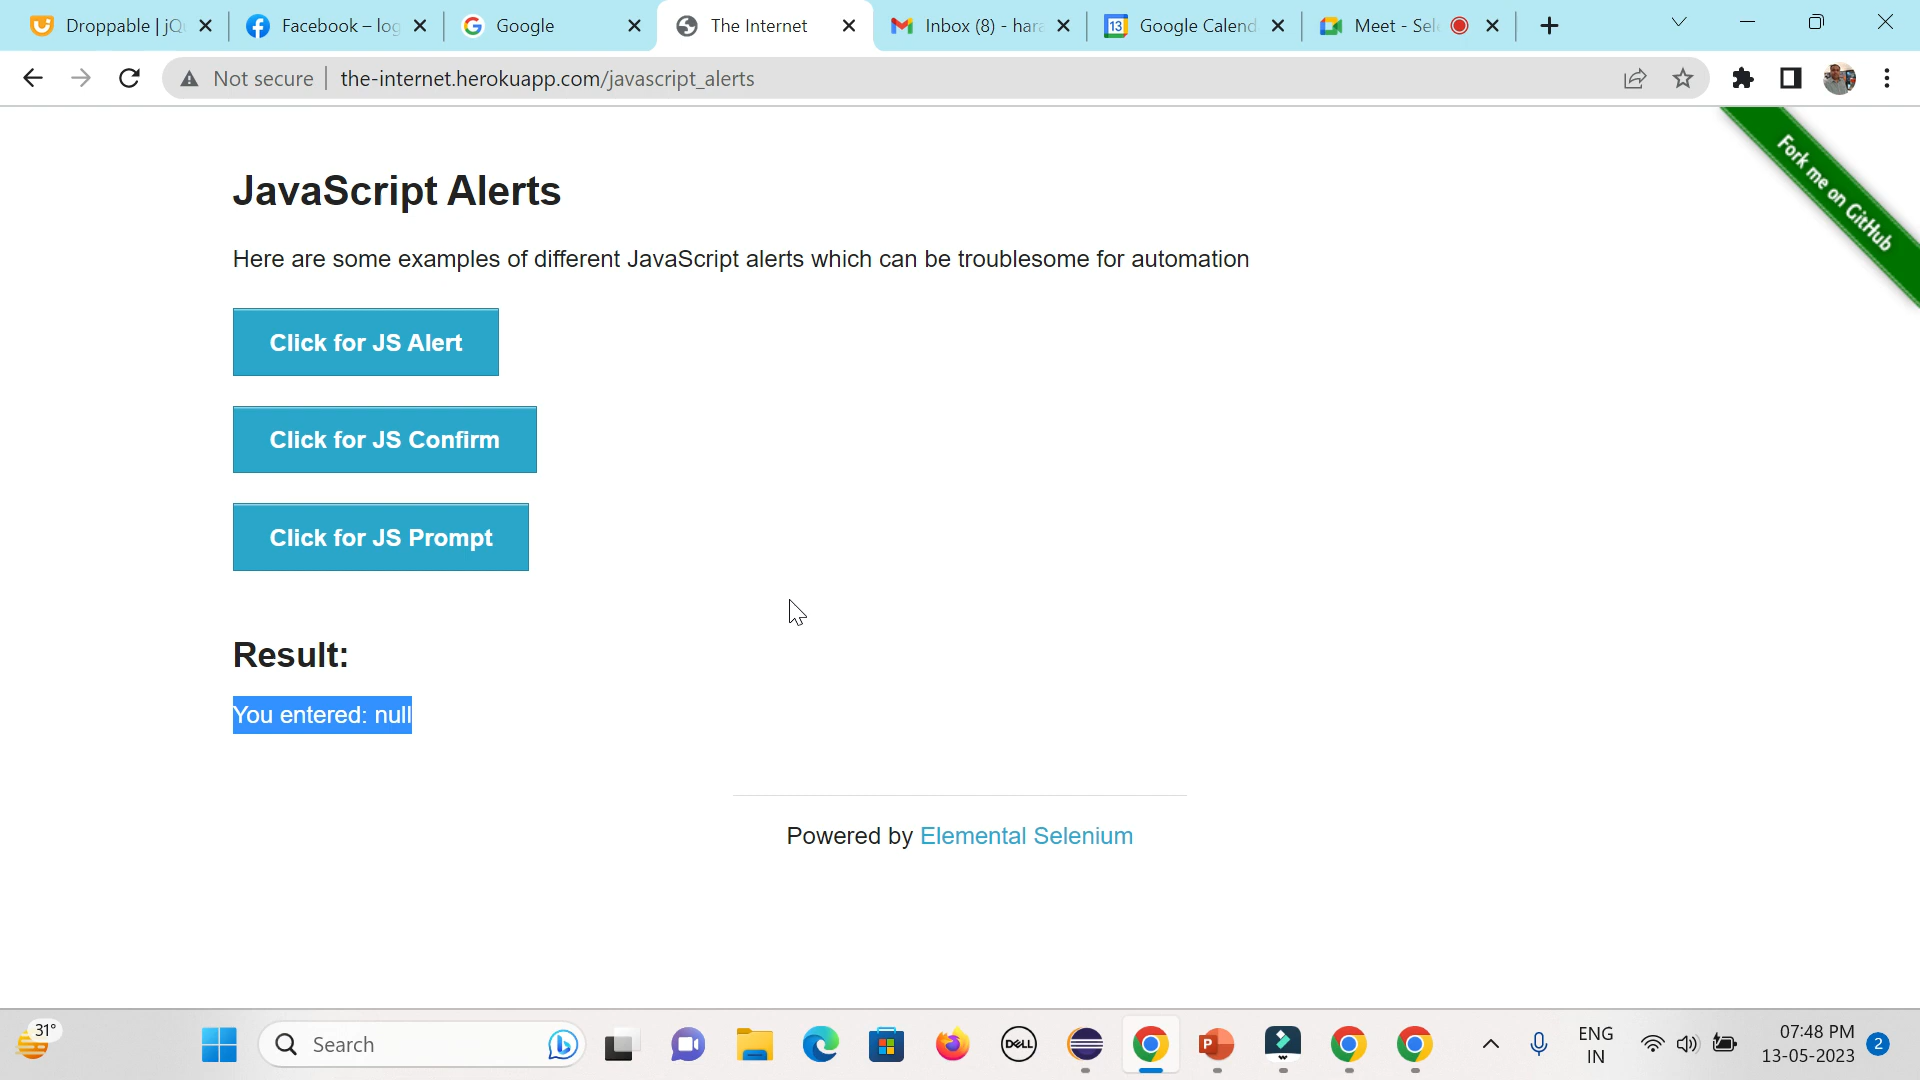 Droppable | jQ
Facebook – log
Google
The Internet
Inbox (8) - hara
Google Calend
Meet - Sele
Not secure
the-internet.herokuapp.com/javascript_alerts
Fork me on GitHub
JavaScript Alerts
Here are some examples of different JavaScript alerts which can be troublesome for automation
Click for JS Alert
Click for JS Confirm
Click for JS Prompt
Result:
You entered: null
Powered by Elemental Selenium
31°
Search
DELL
ENG
IN
07:48 PM
13-05-2023
2